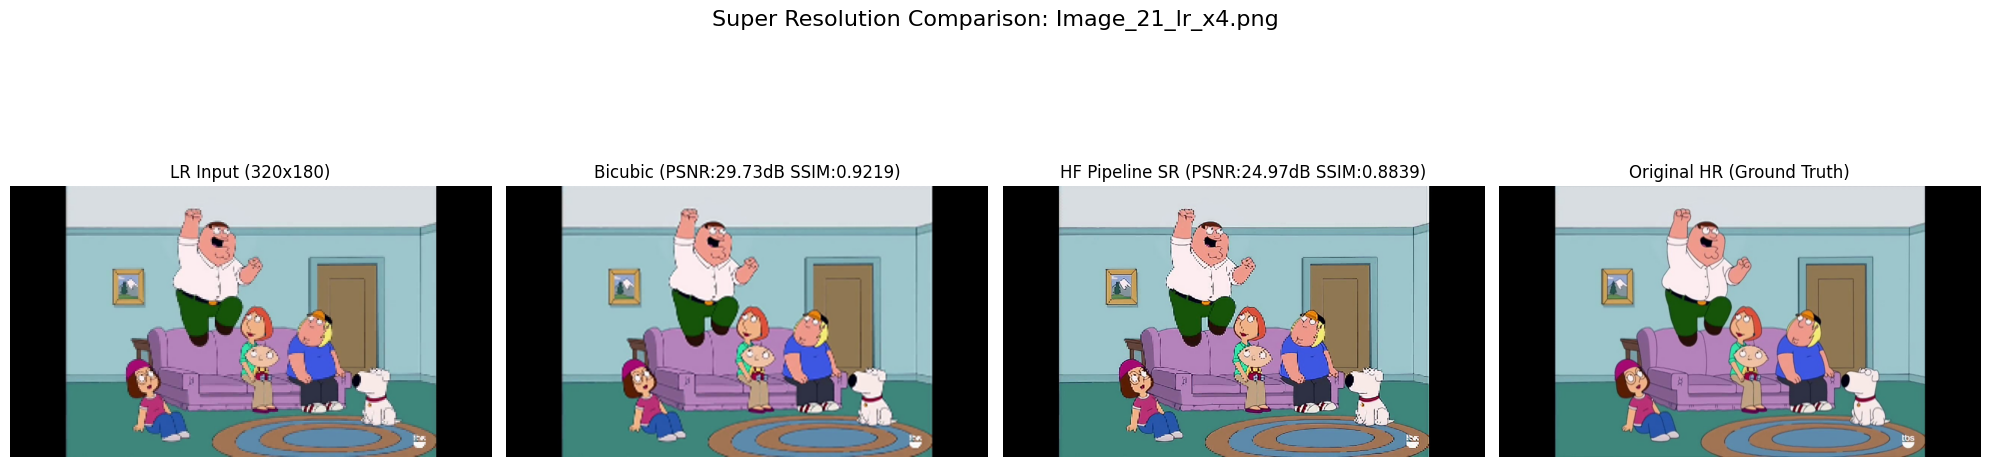 Super Resolution Comparison: Image_21_lr_x4.png
LR Input (320x180)
Bicubic (PSNR:29.73dB SSIM:0.9219)
HF Pipeline SR (PSNR:24.97dB SSIM:0.8839)
Original HR (Ground Truth)
tbs